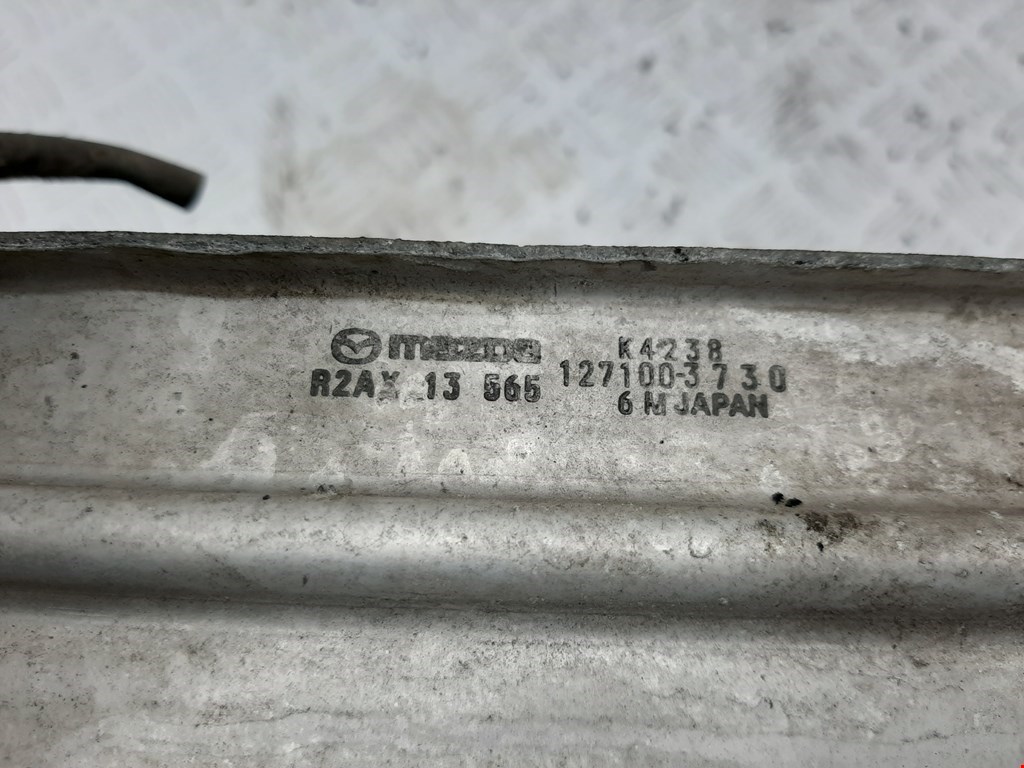 mazda K4238
R2AX 13 565 127100-3730
6 M JAPAN